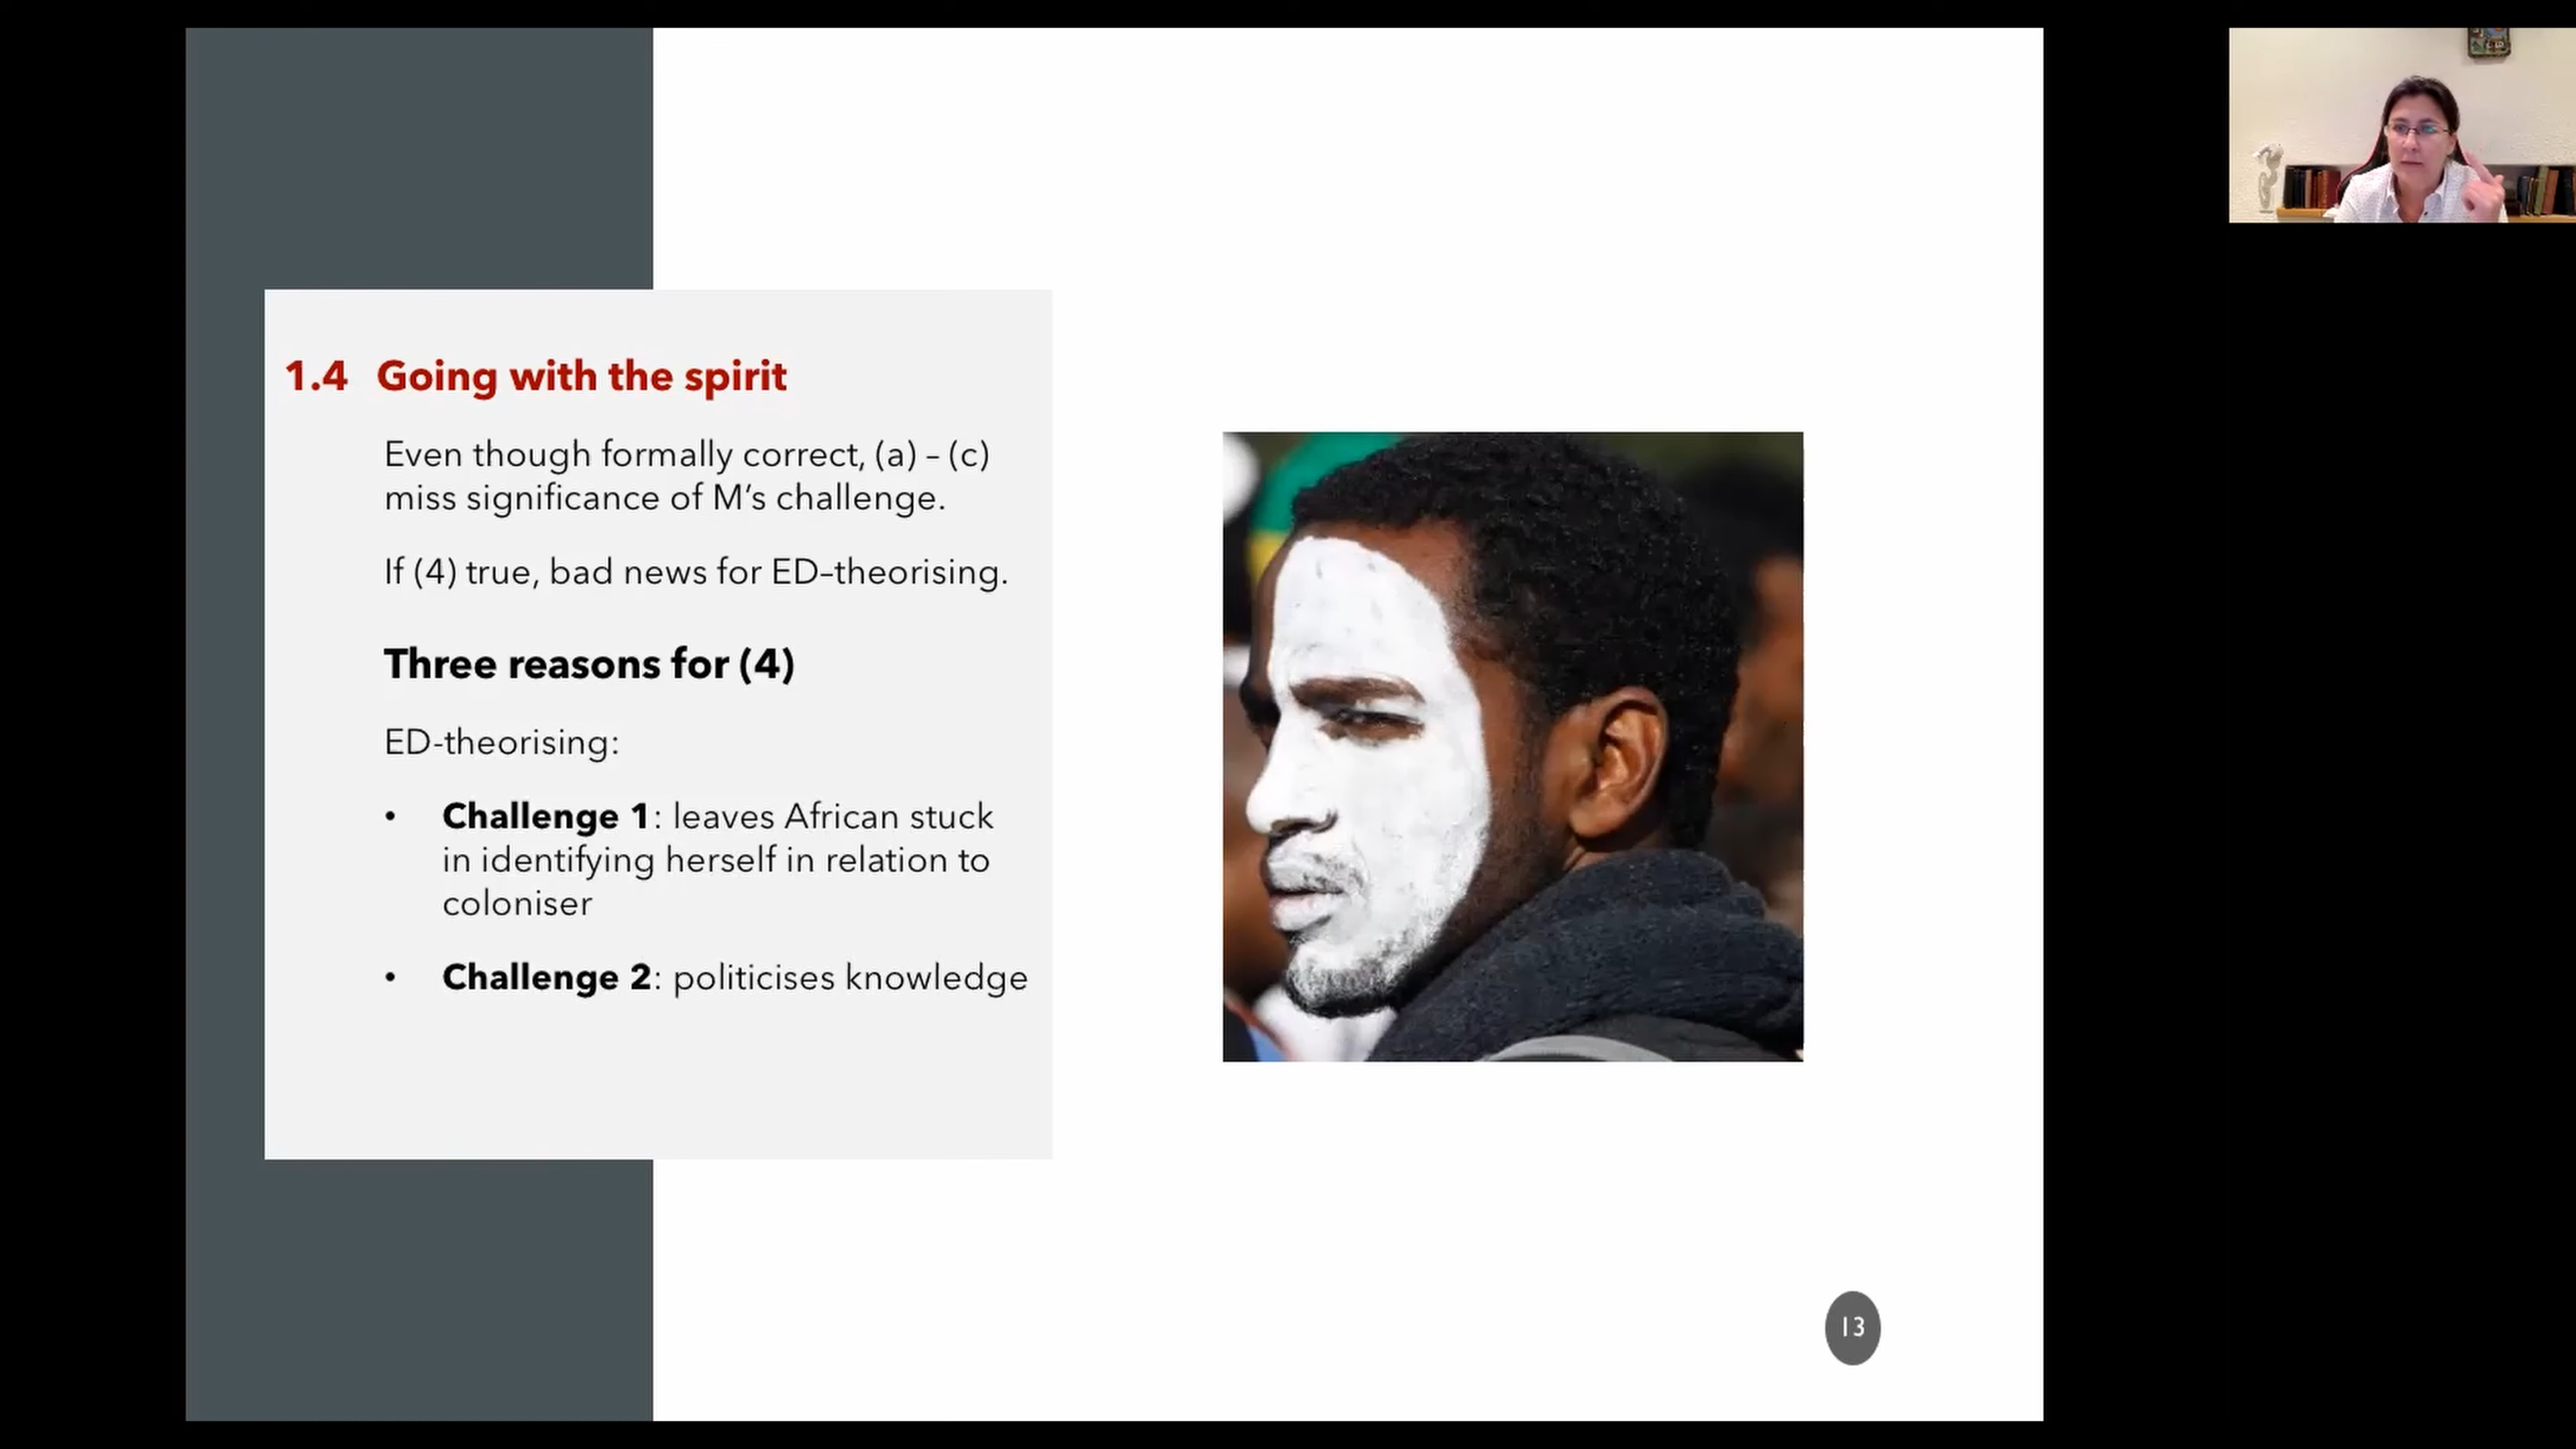 1.4 Going with the spirit
Even though formally correct, (a) – (c)
miss significance of M’s challenge.
If (4) true, bad news for ED–theorising.
Three reasons for (4)
ED-theorising:
• Challenge 1: leaves African stuck
in identifying herself in relation to
coloniser
• Challenge 2: politicises knowledge
13